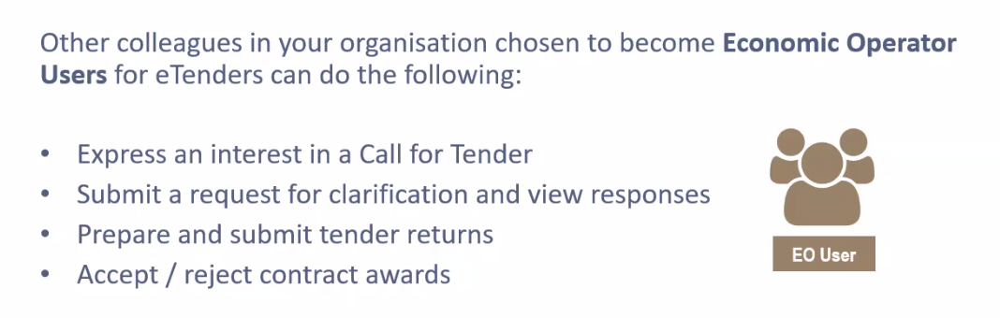 Other colleagues in your organisation chosen to become Economic Operator
Users for eTenders can do the following:
• Express an interest in a Call for Tender
• Submit a request for clarification and view responses
• Prepare and submit tender returns
• Accept / reject contract awards
EO User